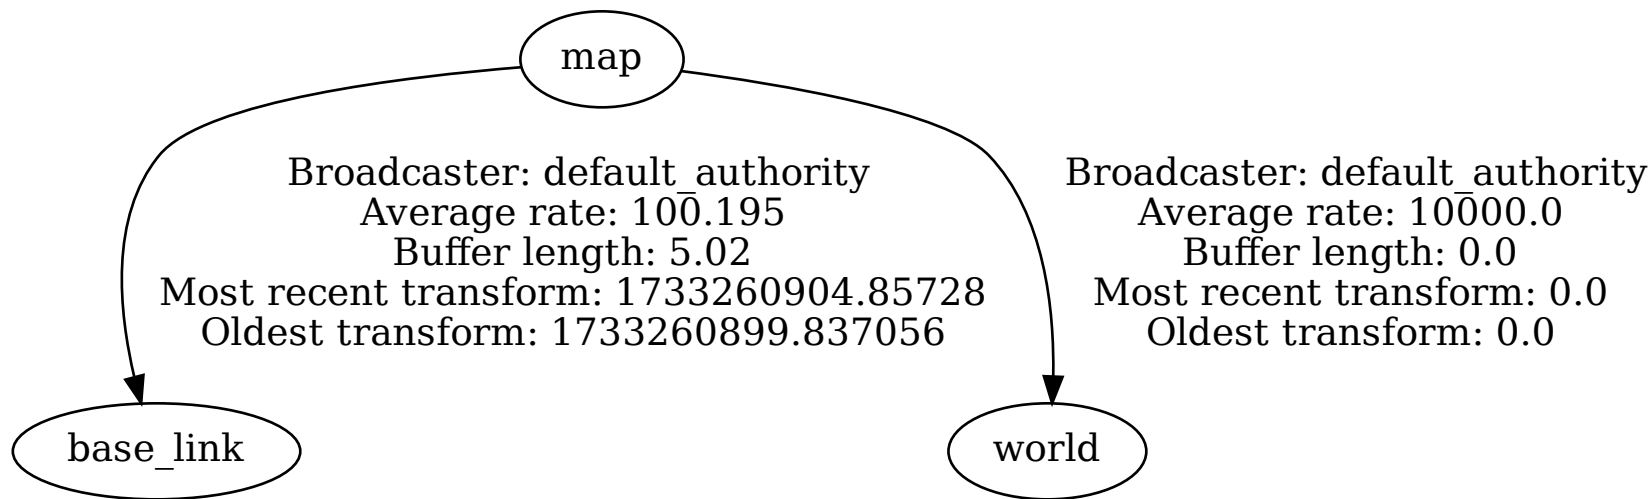 map
Broadcaster: default_authority
Average rate: 100.195
Buffer length: 5.02
Most recent transform: 1733260904.85728
Oldest transform: 1733260899.837056
Broadcaster: default_authority
Average rate: 10000.0
Buffer length: 0.0
Most recent transform: 0.0
Oldest transform: 0.0
base_link
world